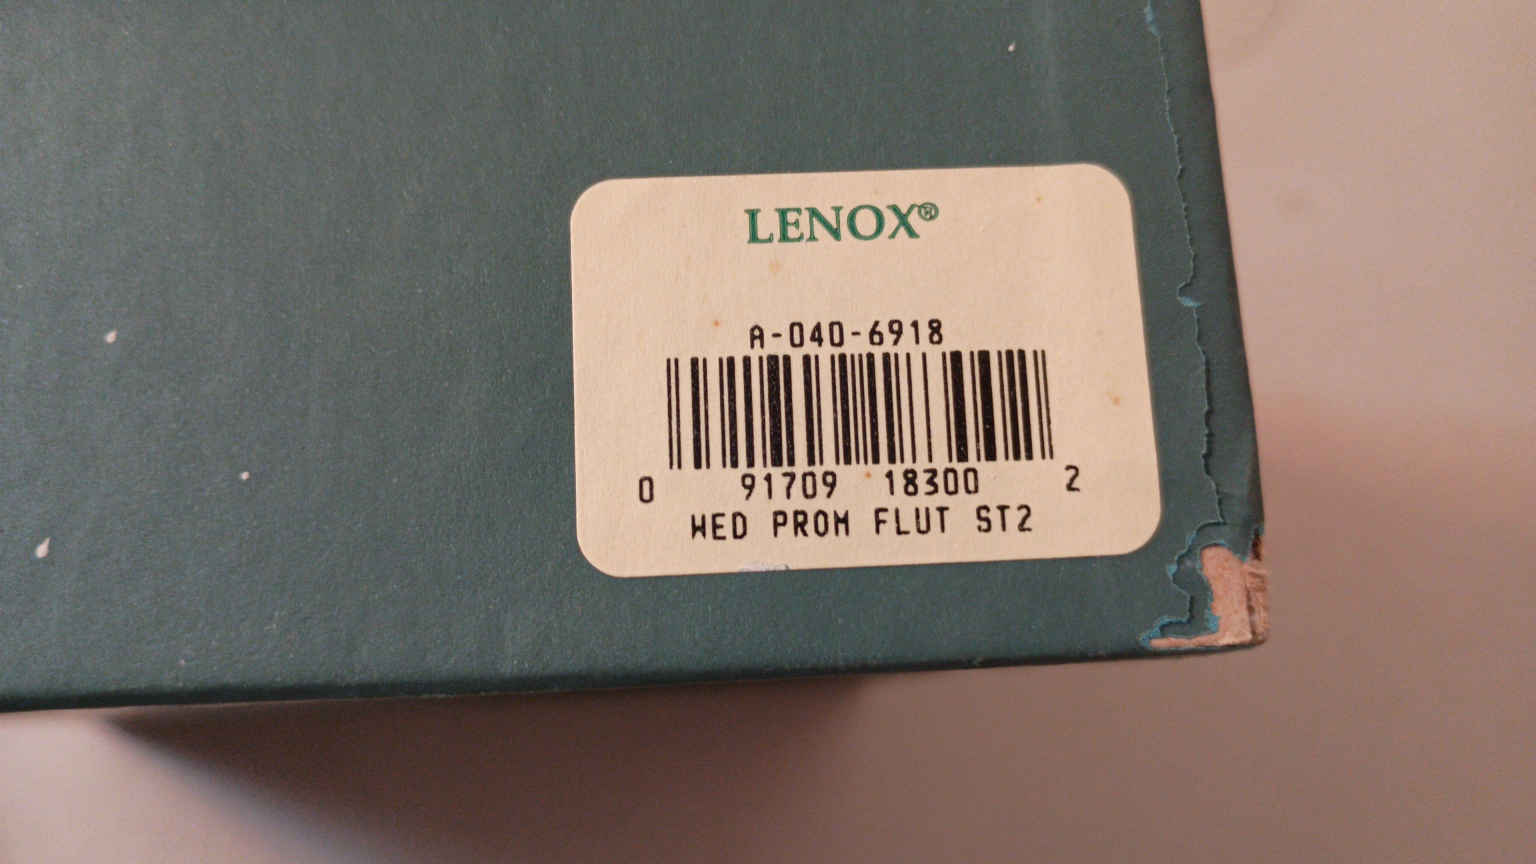 LENOX®
A-040-6918
0 91709 18300 2
WED PROM FLUT ST2